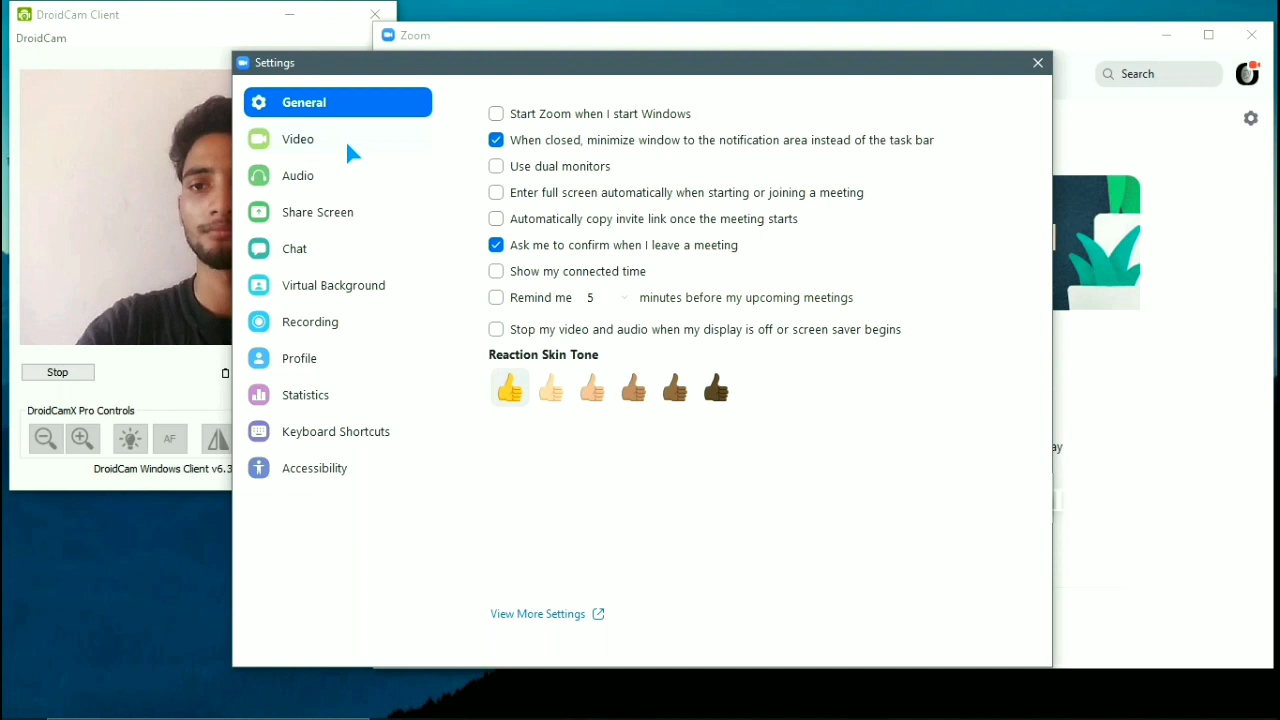 DroidCam Client
DroidCam
Zoom
Search
Settings
General
Video
Audio
Share Screen
Chat
Virtual Background
Recording
Profile
Statistics
Keyboard Shortcuts
Accessibility
Start Zoom when I start Windows
When closed, minimize window to the notification area instead of the task bar
Use dual monitors
Enter full screen automatically when starting or joining a meeting
Automatically copy invite link once the meeting starts
Ask me to confirm when I leave a meeting
Show my connected time
Remind me 5 minutes before my upcoming meetings
Stop my video and audio when my display is off or screen saver begins
Reaction Skin Tone
View More Settings
Stop
DroidCamX Pro Controls
AF
DroidCam Windows Client v6.3
ay